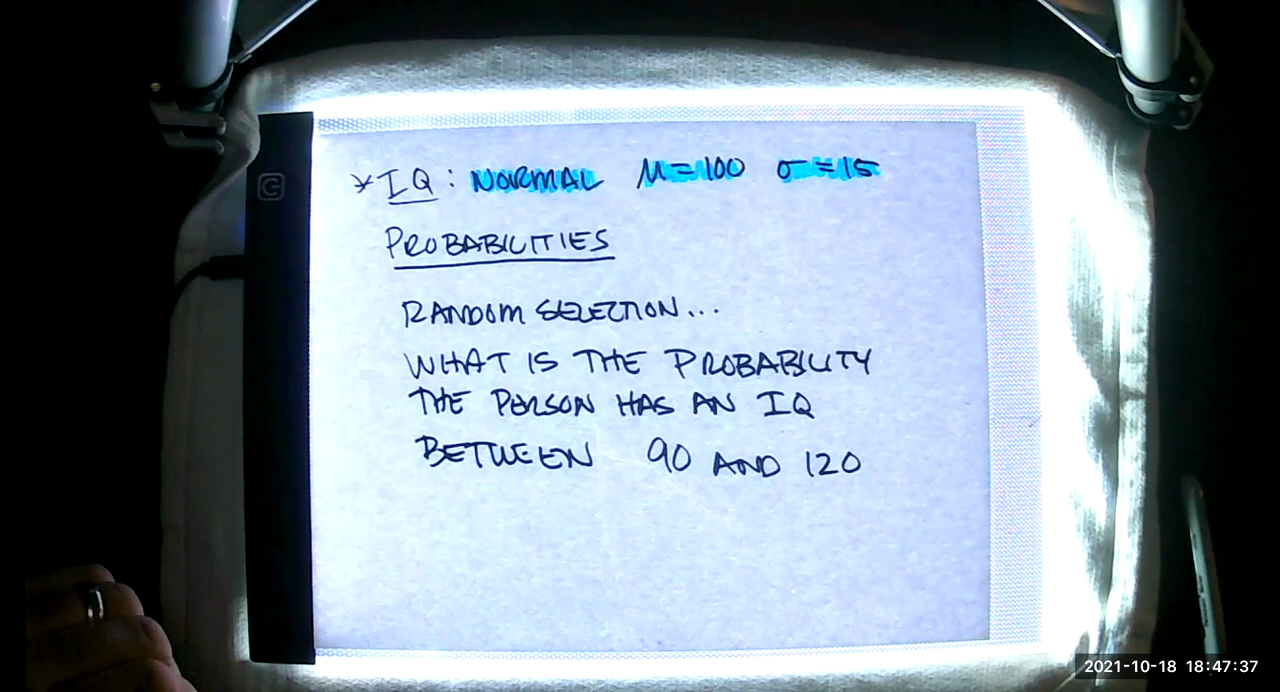 *IQ: NORMAL μ=100 σ=15
PROBABILITIES
RANDOM SELECTION...
WHAT IS THE PROBABILITY
THE PERSON HAS AN IQ
BETWEEN 90 AND 120
2021-10-18 18:47:37